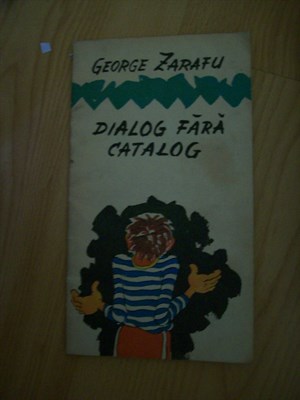 GEORGE ZARAFU
DIALOG FĂRĂ
CATALOG